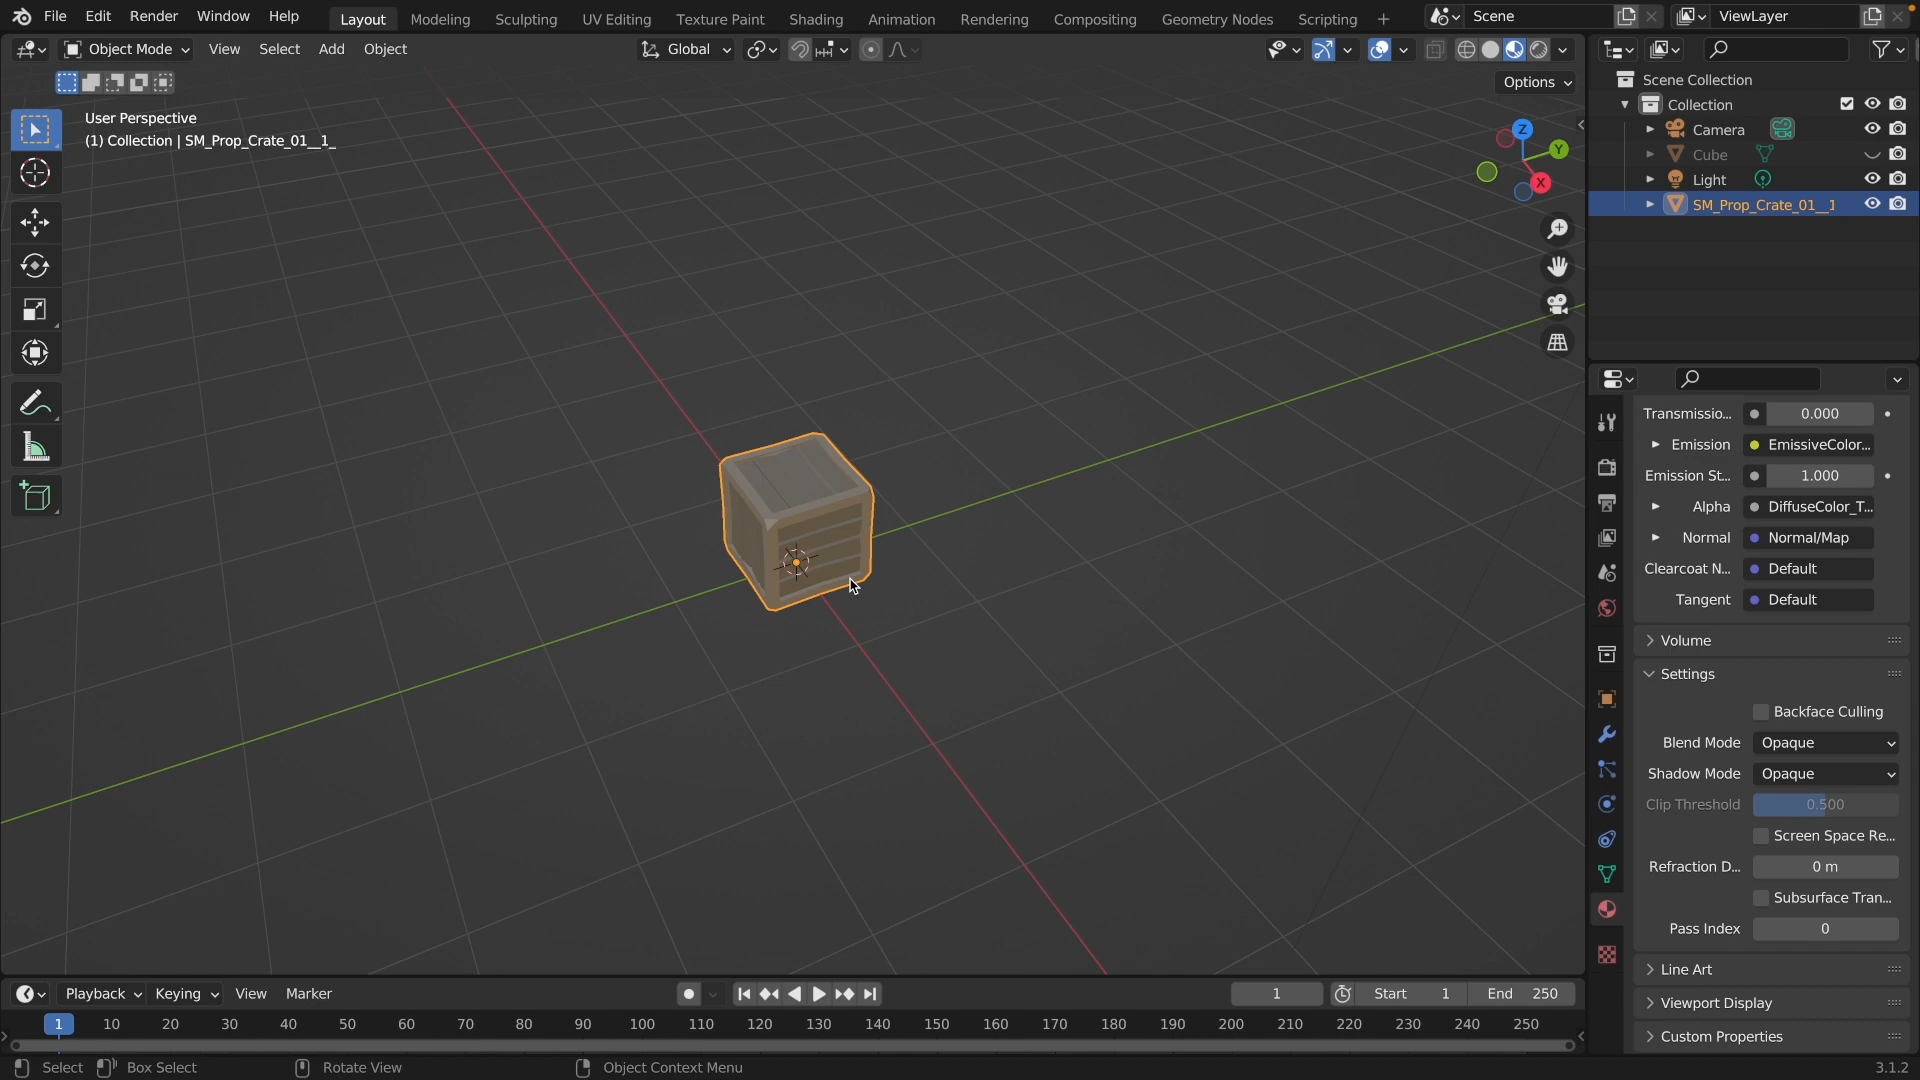 File Edit Render Window Help Layout Modeling Sculpting UV Editing Texture Paint Shading Animation Rendering Compositing Geometry Nodes Scripting + Scene ViewLayer
Object Mode View Select Add Object Global
Options
User Perspective
(1) Collection | SM_Prop_Crate_01__1_
Z
Y
X
Scene Collection
Collection
Camera
Cube
Light
SM_Prop_Crate_01__1
Transmissio... 0.000
Emission EmissiveColor...
Emission St... 1.000
Alpha DiffuseColor_T...
Normal Normal/Map
Clearcoat N... Default
Tangent Default
Volume
Settings
Backface Culling
Blend Mode Opaque
Shadow Mode Opaque
Clip Threshold 0.500
Screen Space Re...
Refraction D... 0 m
Subsurface Tran...
Pass Index 0
Line Art
Viewport Display
Custom Properties
Playback Keying View Marker 1 Start 1 End 250
1 10 20 30 40 50 60 70 80 90 100 110 120 130 140 150 160 170 180 190 200 210 220 230 240 250
Select Box Select Rotate View Object Context Menu 3.1.2